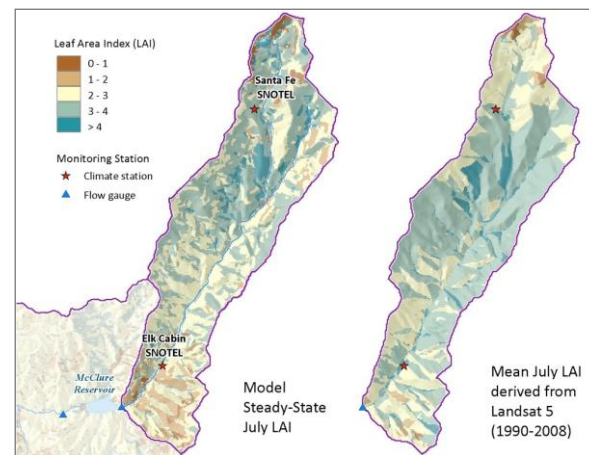 Leaf Area Index (LAI)
0 - 1
1 - 2
2 - 3
3 - 4
>4
Monitoring Station
Climate station
Flow gauge
Santa Fe
SNOTEL
Elk Cabin
SNOTEL
McClure
Reservoir
Model
Steady-State
July LAI
Mean July LAI
derived from
Landsat 5
(1990-2008)